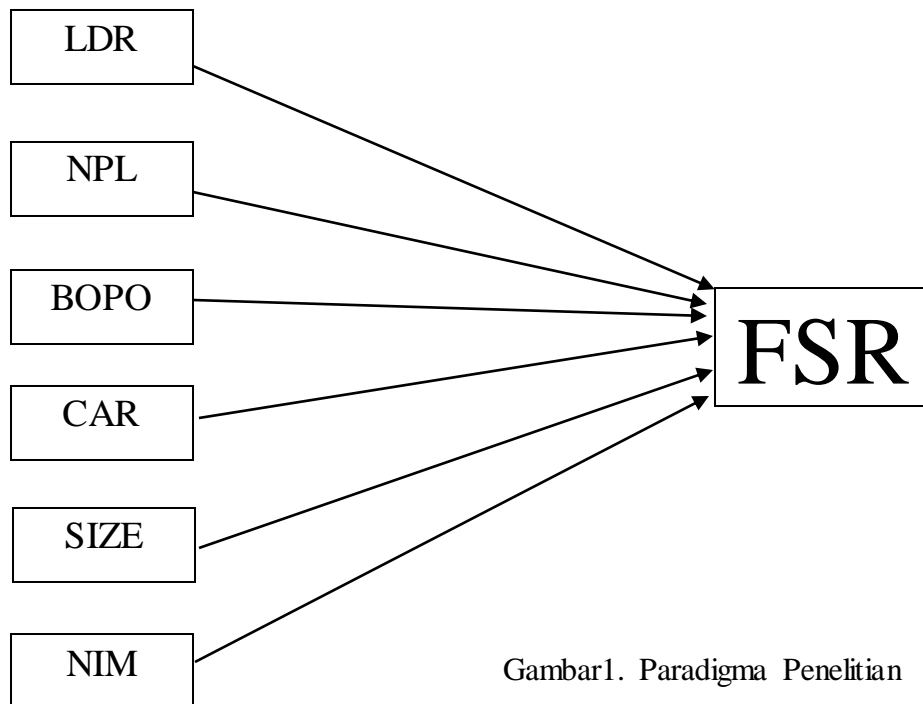 LDR
NPL
BOPO
CAR
SIZE
NIM
FSR
Gambar1. Paradigma Penelitian